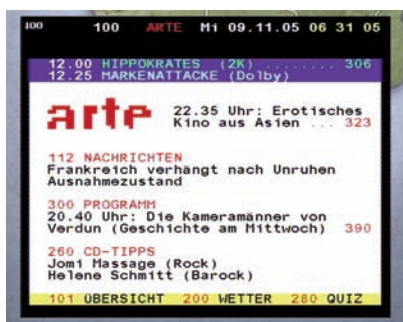 100 100 ARTE Mi 09.11.05 06 31 05
12.00 HIPPOKRATES (2K) ........ 306
12.25 MARKENATTACKE (Dolby)
arte 22.35 Uhr: Erotisches
Kino aus Asien ... 323
112 NACHRICHTEN
Frankreich verhängt nach Unruhen
Ausnahmezustand
300 PROGRAMM
20.40 Uhr: Die Kameramänner von
Verdun (Geschichte am Mittwoch) 390
260 CD-TIPPS
Jomi Massage (Rock)
Helene Schmitt (Barock)
101 ÜBERSICHT 200 WETTER 280 QUIZ